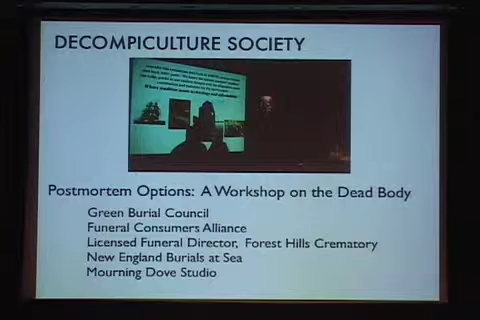 DECOMPICULTURE SOCIETY
Postmortem Options: A Workshop on the Dead Body
Green Burial Council
Funeral Consumers Alliance
Licensed Funeral Director, Forest Hills Crematory
New England Burials at Sea
Mourning Dove Studio